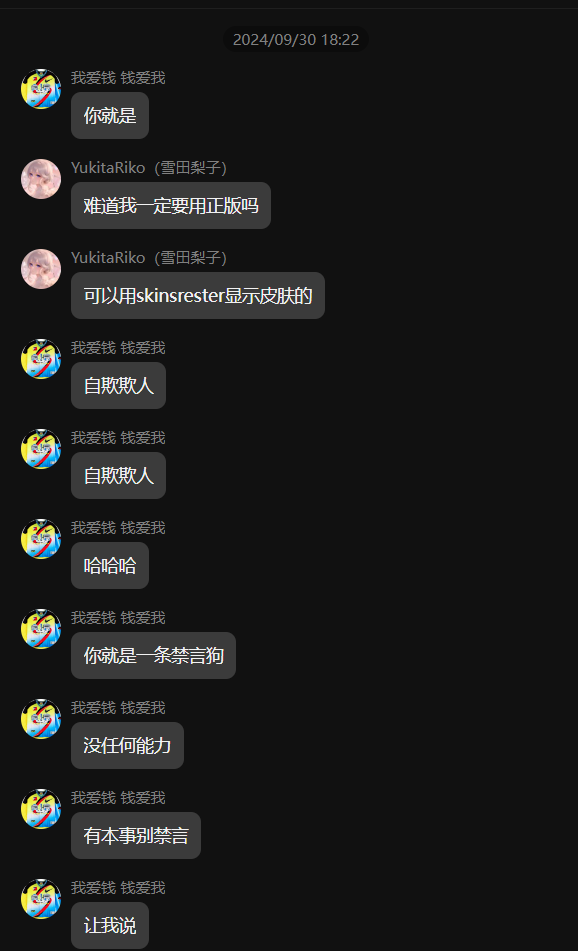 2024/09/30 18:22
我爱钱 钱爱我
你就是
YukitaRiko（雪田梨子）
难道我一定要用正版吗
YukitaRiko（雪田梨子）
可以用skinsrester显示皮肤的
我爱钱 钱爱我
自欺欺人
我爱钱 钱爱我
自欺欺人
我爱钱 钱爱我
哈哈哈
我爱钱 钱爱我
你就是一条禁言狗
我爱钱 钱爱我
没任何能力
我爱钱 钱爱我
有本事别禁言
我爱钱 钱爱我
让我说